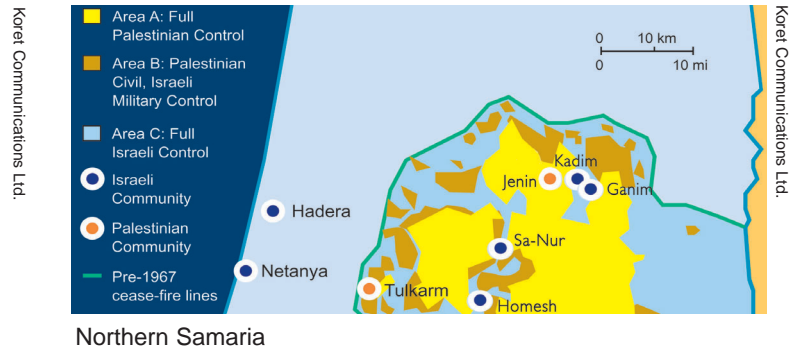 Koret Communications Ltd.
Area A: Full
Palestinian Control
Area B: Palestinian
Civil, Israeli
Military Control
Area C: Full
Israeli Control
Israeli
Community
Palestinian
Community
Pre-1967
cease-fire lines
0 10 km
0 10 mi
Kadim
Jenin
Ganim
Hadera
Sa-Nur
Netanya
Tulkarm
Homesh
Koret Communications Ltd.
Northern Samaria